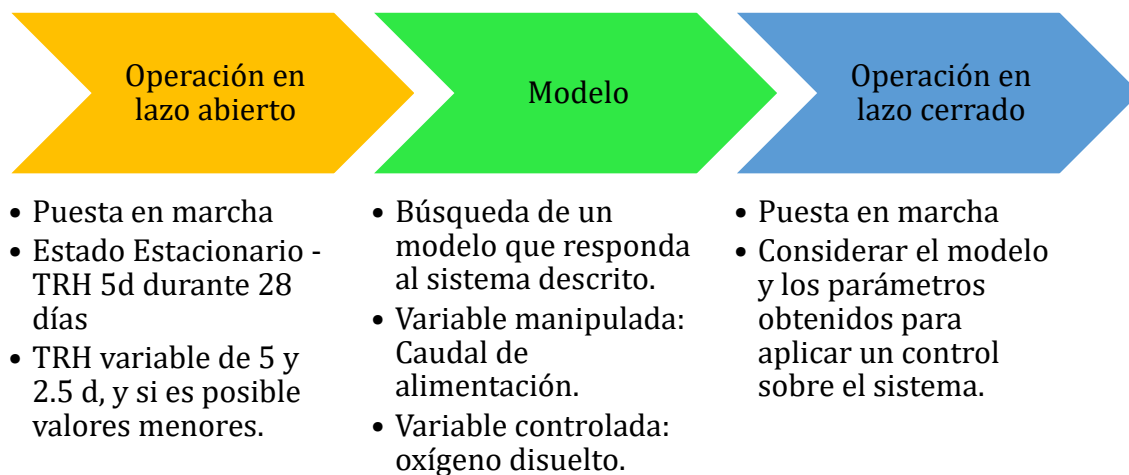 Operación en
lazo abierto
Modelo
Operación en
lazo cerrado
• Puesta en marcha
• Estado Estacionario -
TRH 5d durante 28
días
• TRH variable de 5 y
2.5 d, y si es posible
valores menores.
• Búsqueda de un
modelo que responda
al sistema descrito.
• Variable manipulada:
Caudal de
alimentación.
• Variable controlada:
oxígeno disuelto.
• Puesta en marcha
• Considerar el modelo
y los parámetros
obtenidos para
aplicar un control
sobre el sistema.